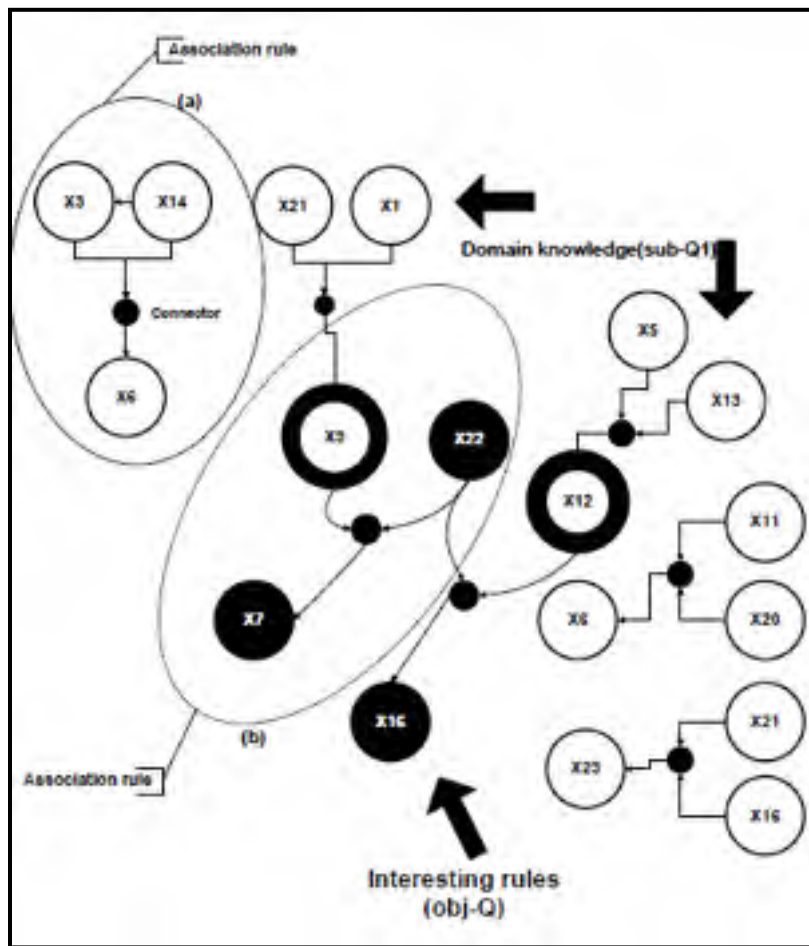 Association rule
(a)
X3
X14
X21
X1
Domain knowledge(sub-Q1)
Connector
X5
X6
X13
X22
X12
X11
X7
X6
X20
X16
(b)
X21
X23
Association rule
X16
Interesting rules
(obj-Q)